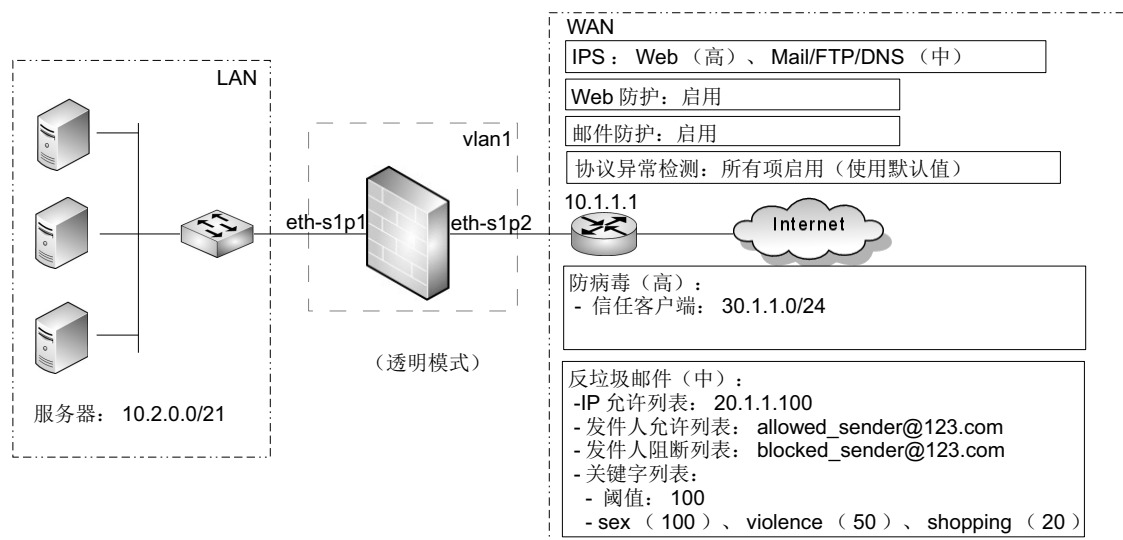 WAN
IPS： Web （高）、 Mail/FTP/DNS （中）
Web 防护：启用
邮件防护：启用
协议异常检测：所有项启用（使用默认值）
LAN
vlan1
eth-s1p1
eth-s1p2
10.1.1.1
Internet
（透明模式）
服务器： 10.2.0.0/21
防病毒（高）：
- 信任客户端： 30.1.1.0/24
反垃圾邮件（中）：
-IP 允许列表： 20.1.1.100
- 发件人允许列表： allowed_sender@123.com
- 发件人阻断列表： blocked_sender@123.com
- 关键字列表：
- 阈值： 100
- sex （ 100 ）、 violence （ 50 ）、 shopping （ 20 ）